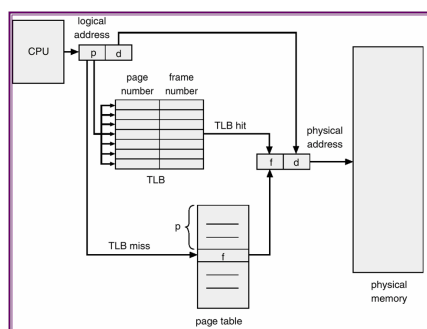 logical
address
CPU
p d
page number
frame number
TLB hit
physical
address
f d
TLB
p
TLB miss
f
physical
memory
page table